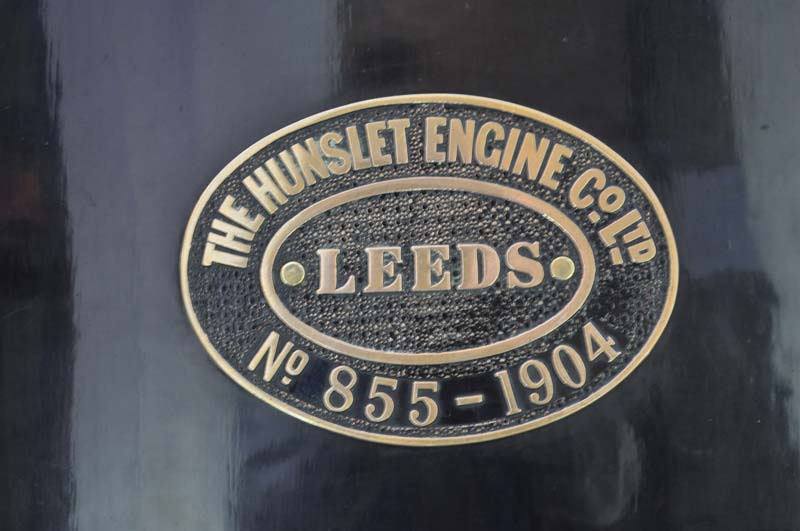 THE HUNSLET ENGINE Co LTD
LEEDS
No 855-1904